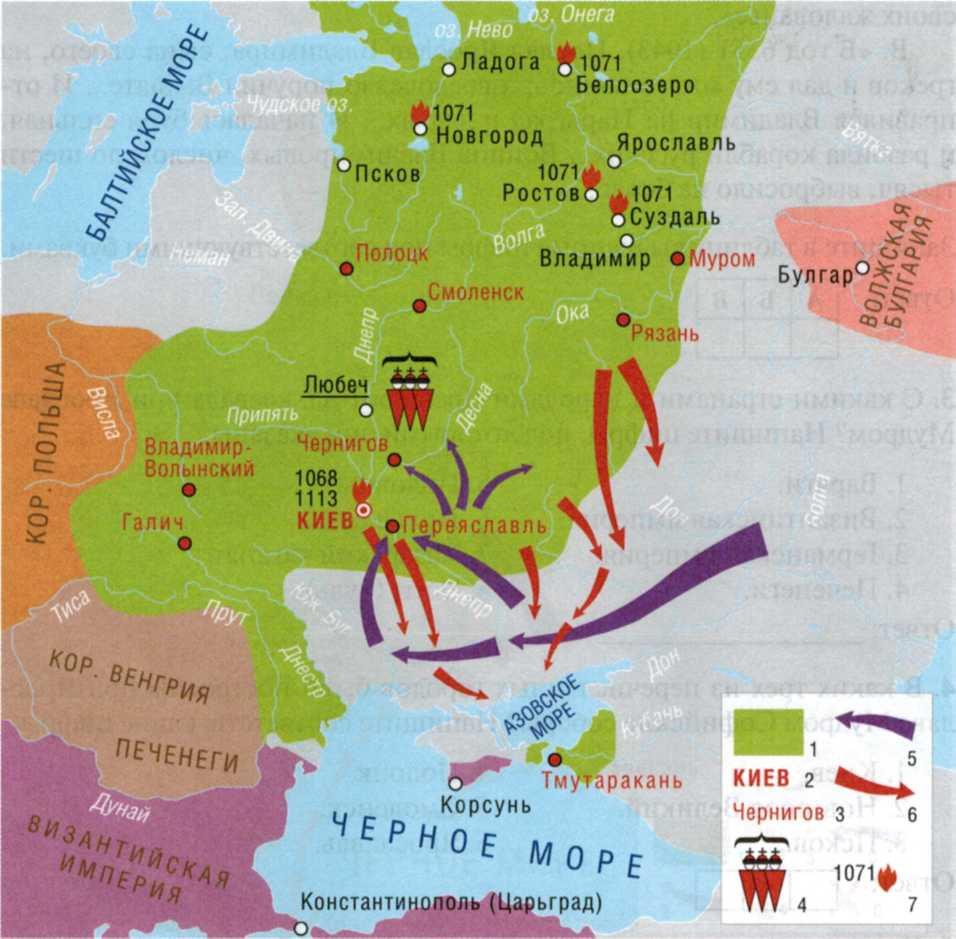 оз. Онега
оз. Нево
1071
Ладога
Белоозеро
БАЛТИЙСКОЕ МОРЕ
Чудское оз.
1071
Новгород
Ярославль
Вятка
Псков
1071
Ростов
1071
Суздаль
Зап. Двина
Волга
Неман
Полоцк
Владимир
Муром
Булгар
ВОЛЖСКАЯ
БУЛГАРИЯ
Смоленск
Ока
Рязань
Днепр
КОР. ПОЛЬША
Висла
Любеч
Десна
Припять
Владимир-
Волынский
Чернигов
1068
1113
КИЕВ
Переяславль
Галич
Дон
Тиса
Прут
Юж. Буг
Днепр
Днестр
КОР. ВЕНГРИЯ
ПЕЧЕНЕГИ
Дон
АЗОВСКОЕ
МОРЕ
Кубань
Тмутаракань
Корсунь
Дунай
ВИЗАНТИЙСКАЯ
ИМПЕРИЯ
ЧЕРНОЕ МОРЕ
Константинополь (Царьград)
1
5
КИЕВ 2
Чернигов 3
6
4
1071
7